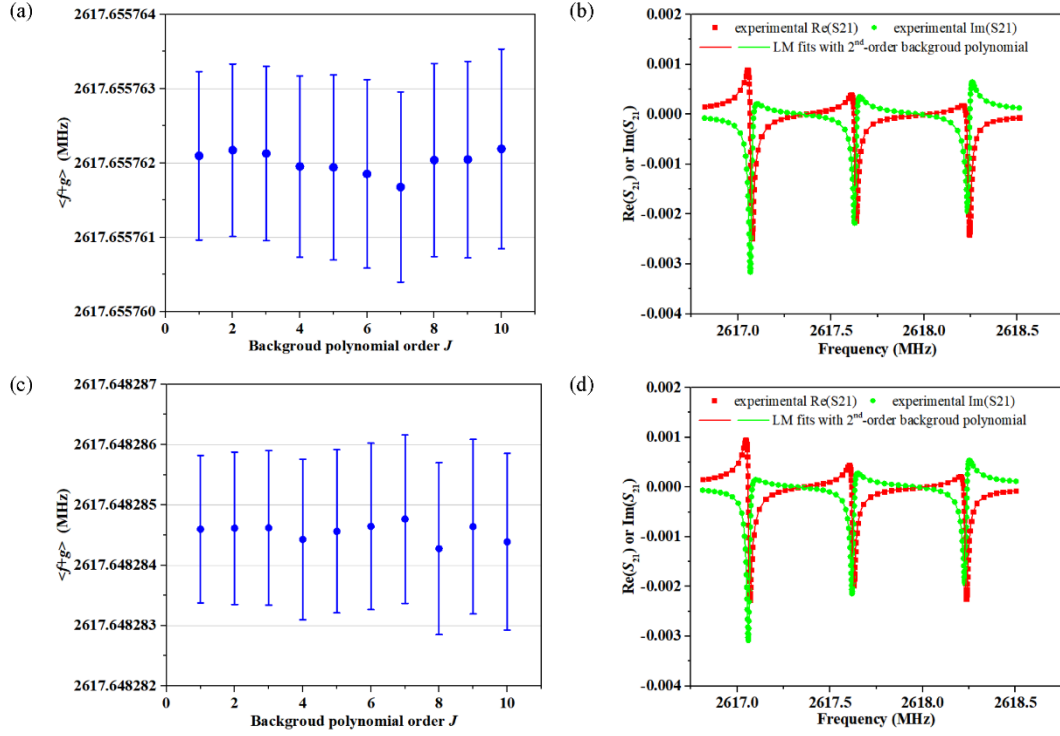 (a)
2617.655764
2617.655763
2617.655762
2617.655761
2617.655760
<f+g> (MHz)
0 2 4 6 8 10
Backgroud polynomial order J
(b)
0.002
0.001
0.000
-0.001
-0.002
-0.003
-0.004
Re(S21) or Im(S21)
experimental Re(S21) experimental Im(S21)
LM fits with 2nd-order backgroud polynomial
2617.0 2617.5 2618.0 2618.5
Frequency (MHz)
(c)
2617.648287
2617.648286
2617.648285
2617.648284
2617.648283
2617.648282
<f+g> (MHz)
0 2 4 6 8 10
Backgroud polynomial order J
(d)
0.002
0.001
0.000
-0.001
-0.002
-0.003
-0.004
Re(S21) or Im(S21)
experimental Re(S21) experimental Im(S21)
LM fits with 2nd-order backgroud polynomial
2617.0 2617.5 2618.0 2618.5
Frequency (MHz)